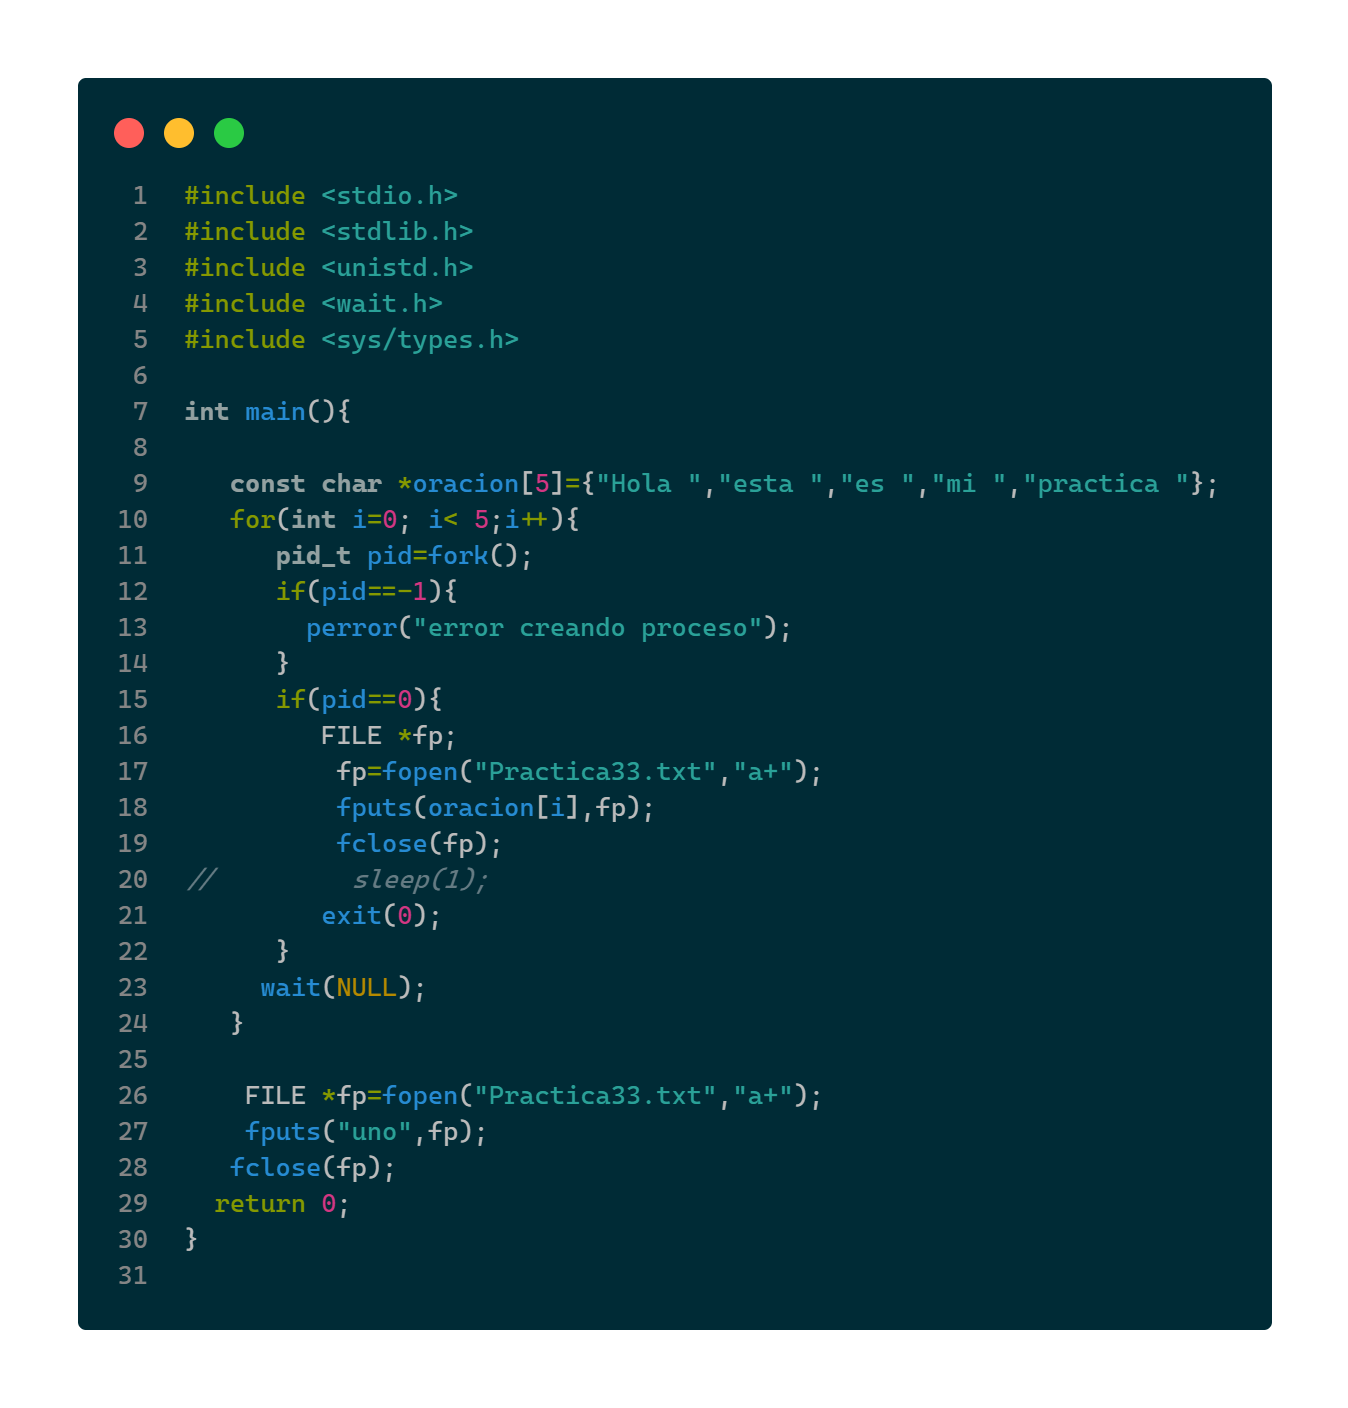 1 #include <stdio.h>
2 #include <stdlib.h>
3 #include <unistd.h>
4 #include <wait.h>
5 #include <sys/types.h>
6
7 int main(){
8
9    const char *oracion[5]={"Hola ","esta ","es ","mi ","practica "};
10    for(int i=0; i< 5;i++){
11       pid_t pid=fork();
12       if(pid==-1){
13         perror("error creando proceso");
14       }
15       if(pid==0){
16          FILE *fp;
17           fp=fopen("Practica33.txt","a+");
18           fputs(oracion[i],fp);
19           fclose(fp);
20 //         sleep(1);
21          exit(0);
22       }
23      wait(NULL);
24    }
25
26     FILE *fp=fopen("Practica33.txt","a+");
27     fputs("uno",fp);
28    fclose(fp);
29   return 0;
30 }
31